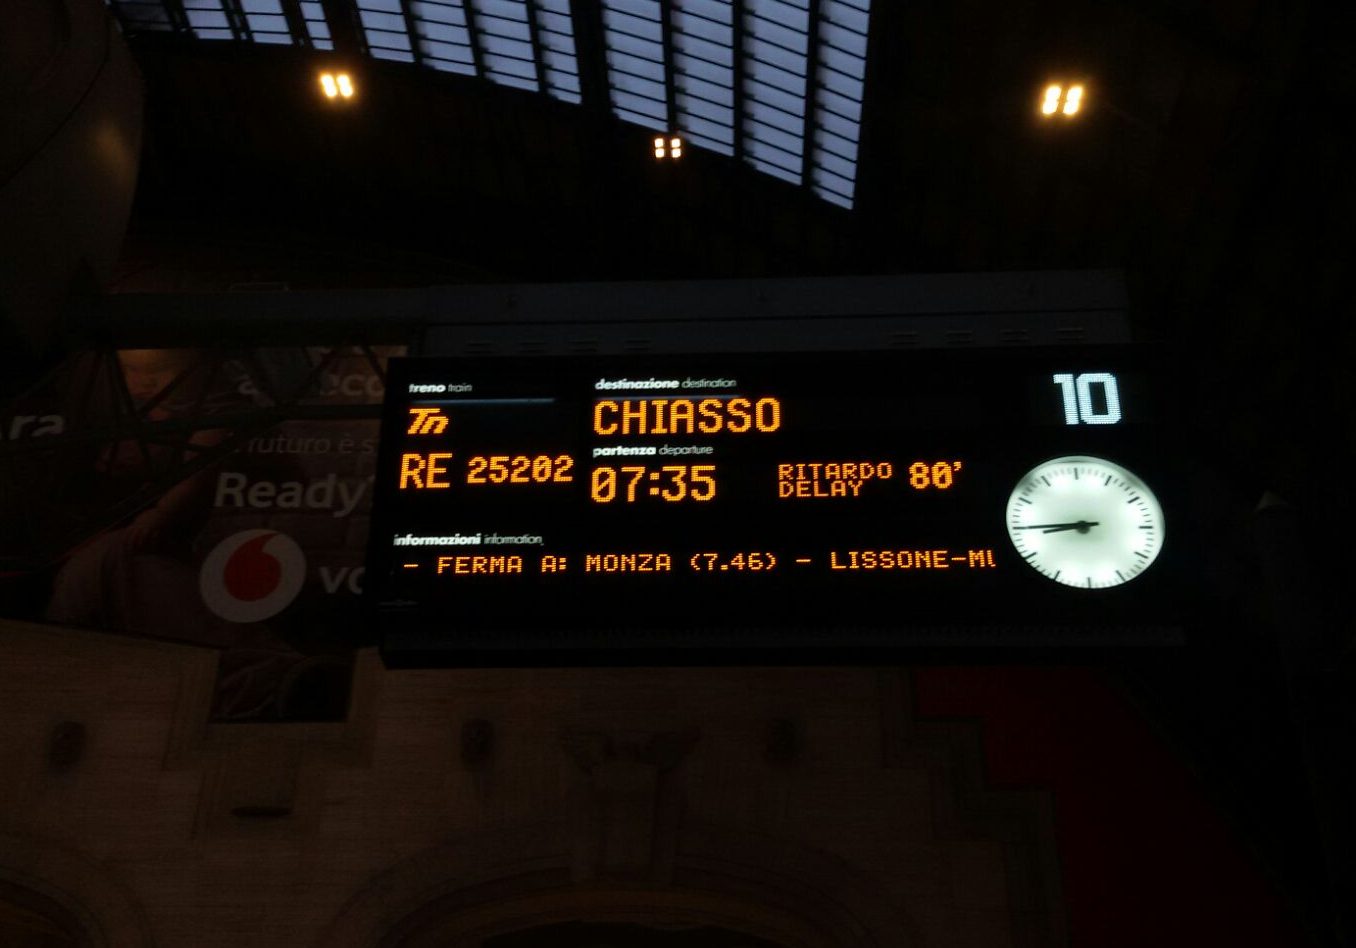 treno train
destinazione destination
10
Tn
CHIASSO
partenza departure
RE 25202
07:35
RITARDO
DELAY
80'
informazioni information
- FERMA A: MONZA (7.46) - LISSONE-MU
futuro è
Ready